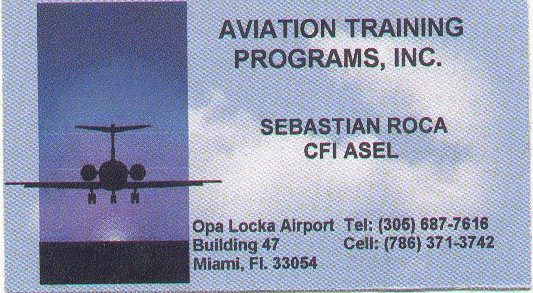 AVIATION TRAINING
PROGRAMS, INC.
SEBASTIAN ROCA
CFI ASEL
Opa Locka Airport Tel: (305) 687-7616
Building 47 Cell: (786) 371-3742
Miami, Fl. 33054